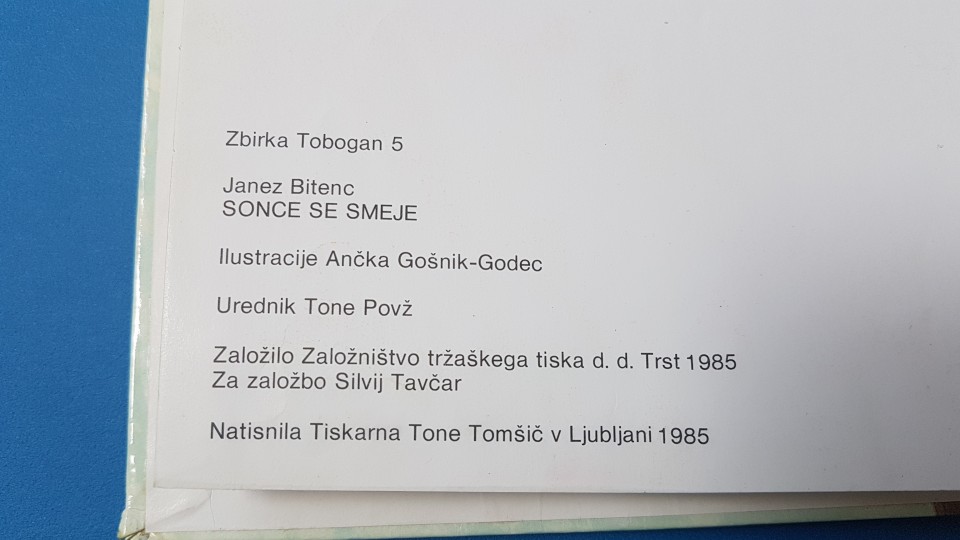 Zbirka Tobogan 5
Janez Bitenc
SONCE SE SMEJE
Ilustracije Ančka Gošnik-Godec
Urednik Tone Povž
Založilo Založništvo tržaškega tiska d. d. Trst 1985
Za založbo Silvij Tavčar
Natisnila Tiskarna Tone Tomšič v Ljubljani 1985